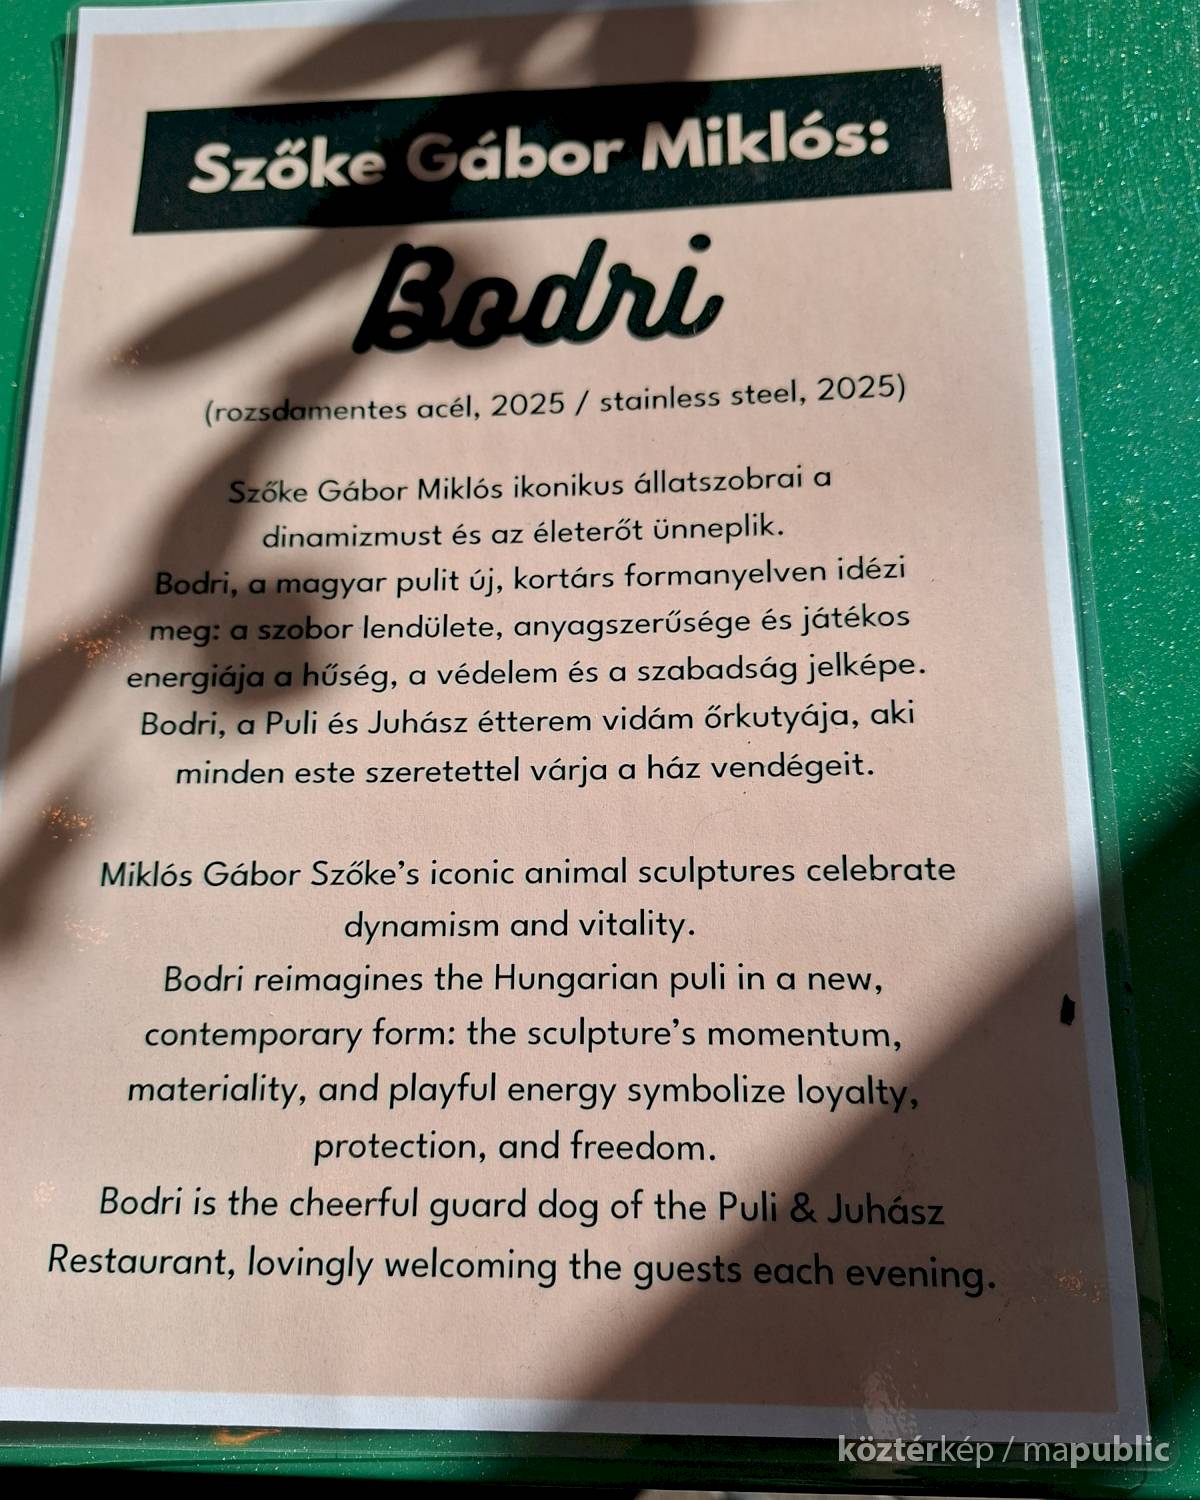 Szőke Gábor Miklós:
Bodri
(rozsdamentes acél, 2025 / stainless steel, 2025)
Szőke Gábor Miklós ikonikus állatszobrai a
dinamizmust és az életerőt ünneplik.
Bodri, a magyar pulit új, kortárs formanyelven idézi
meg: a szobor lendülete, anyagszerűsége és játékos
energiája a hűség, a védelem és a szabadság jelképe.
Bodri, a Puli és Juhász étterem vidám őrkutyája, aki
minden este szeretettel várja a ház vendégeit.
Miklós Gábor Szőke’s iconic animal sculptures celebrate
dynamism and vitality.
Bodri reimagines the Hungarian puli in a new,
contemporary form: the sculpture’s momentum,
materiality, and playful energy symbolize loyalty,
protection, and freedom.
Bodri is the cheerful guard dog of the Puli & Juhász
Restaurant, lovingly welcoming the guests each evening.
köztérkép / mapublic